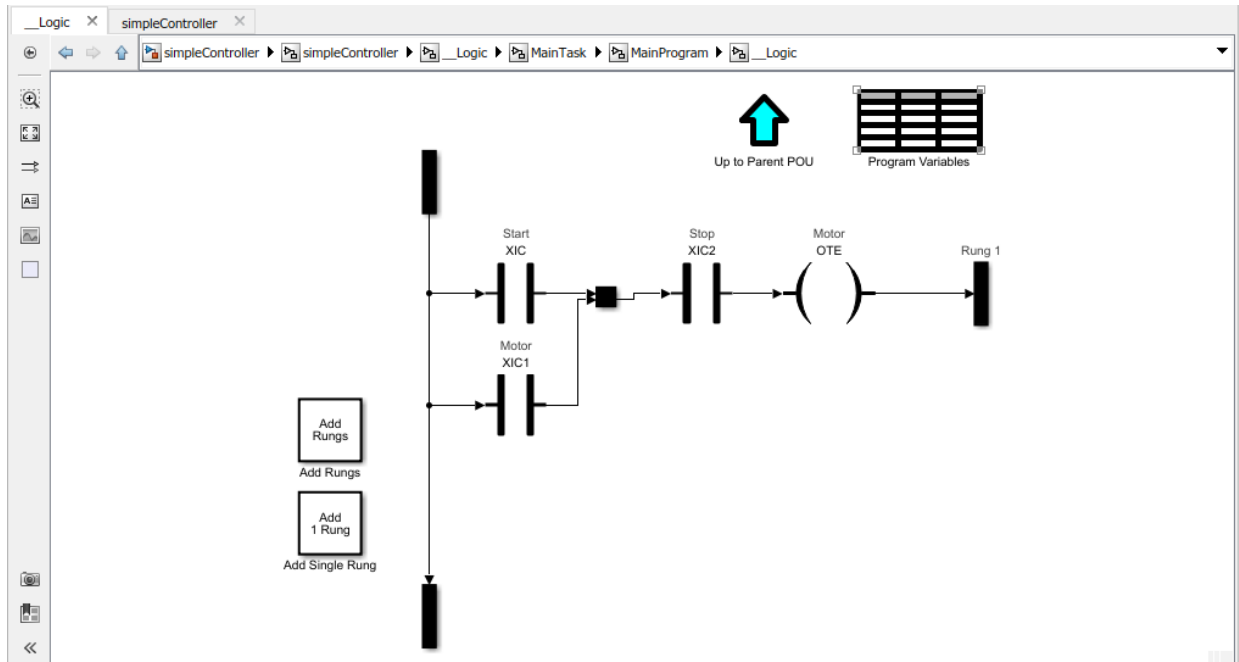 __Logic
simpleController
simpleController simpleController __Logic MainTask MainProgram __Logic
Up to Parent POU
Program Variables
Start
XIC
Stop
XIC2
Motor
OTE
Rung 1
Motor
XIC1
Add
Rungs
Add Rungs
Add
1 Rung
Add Single Rung